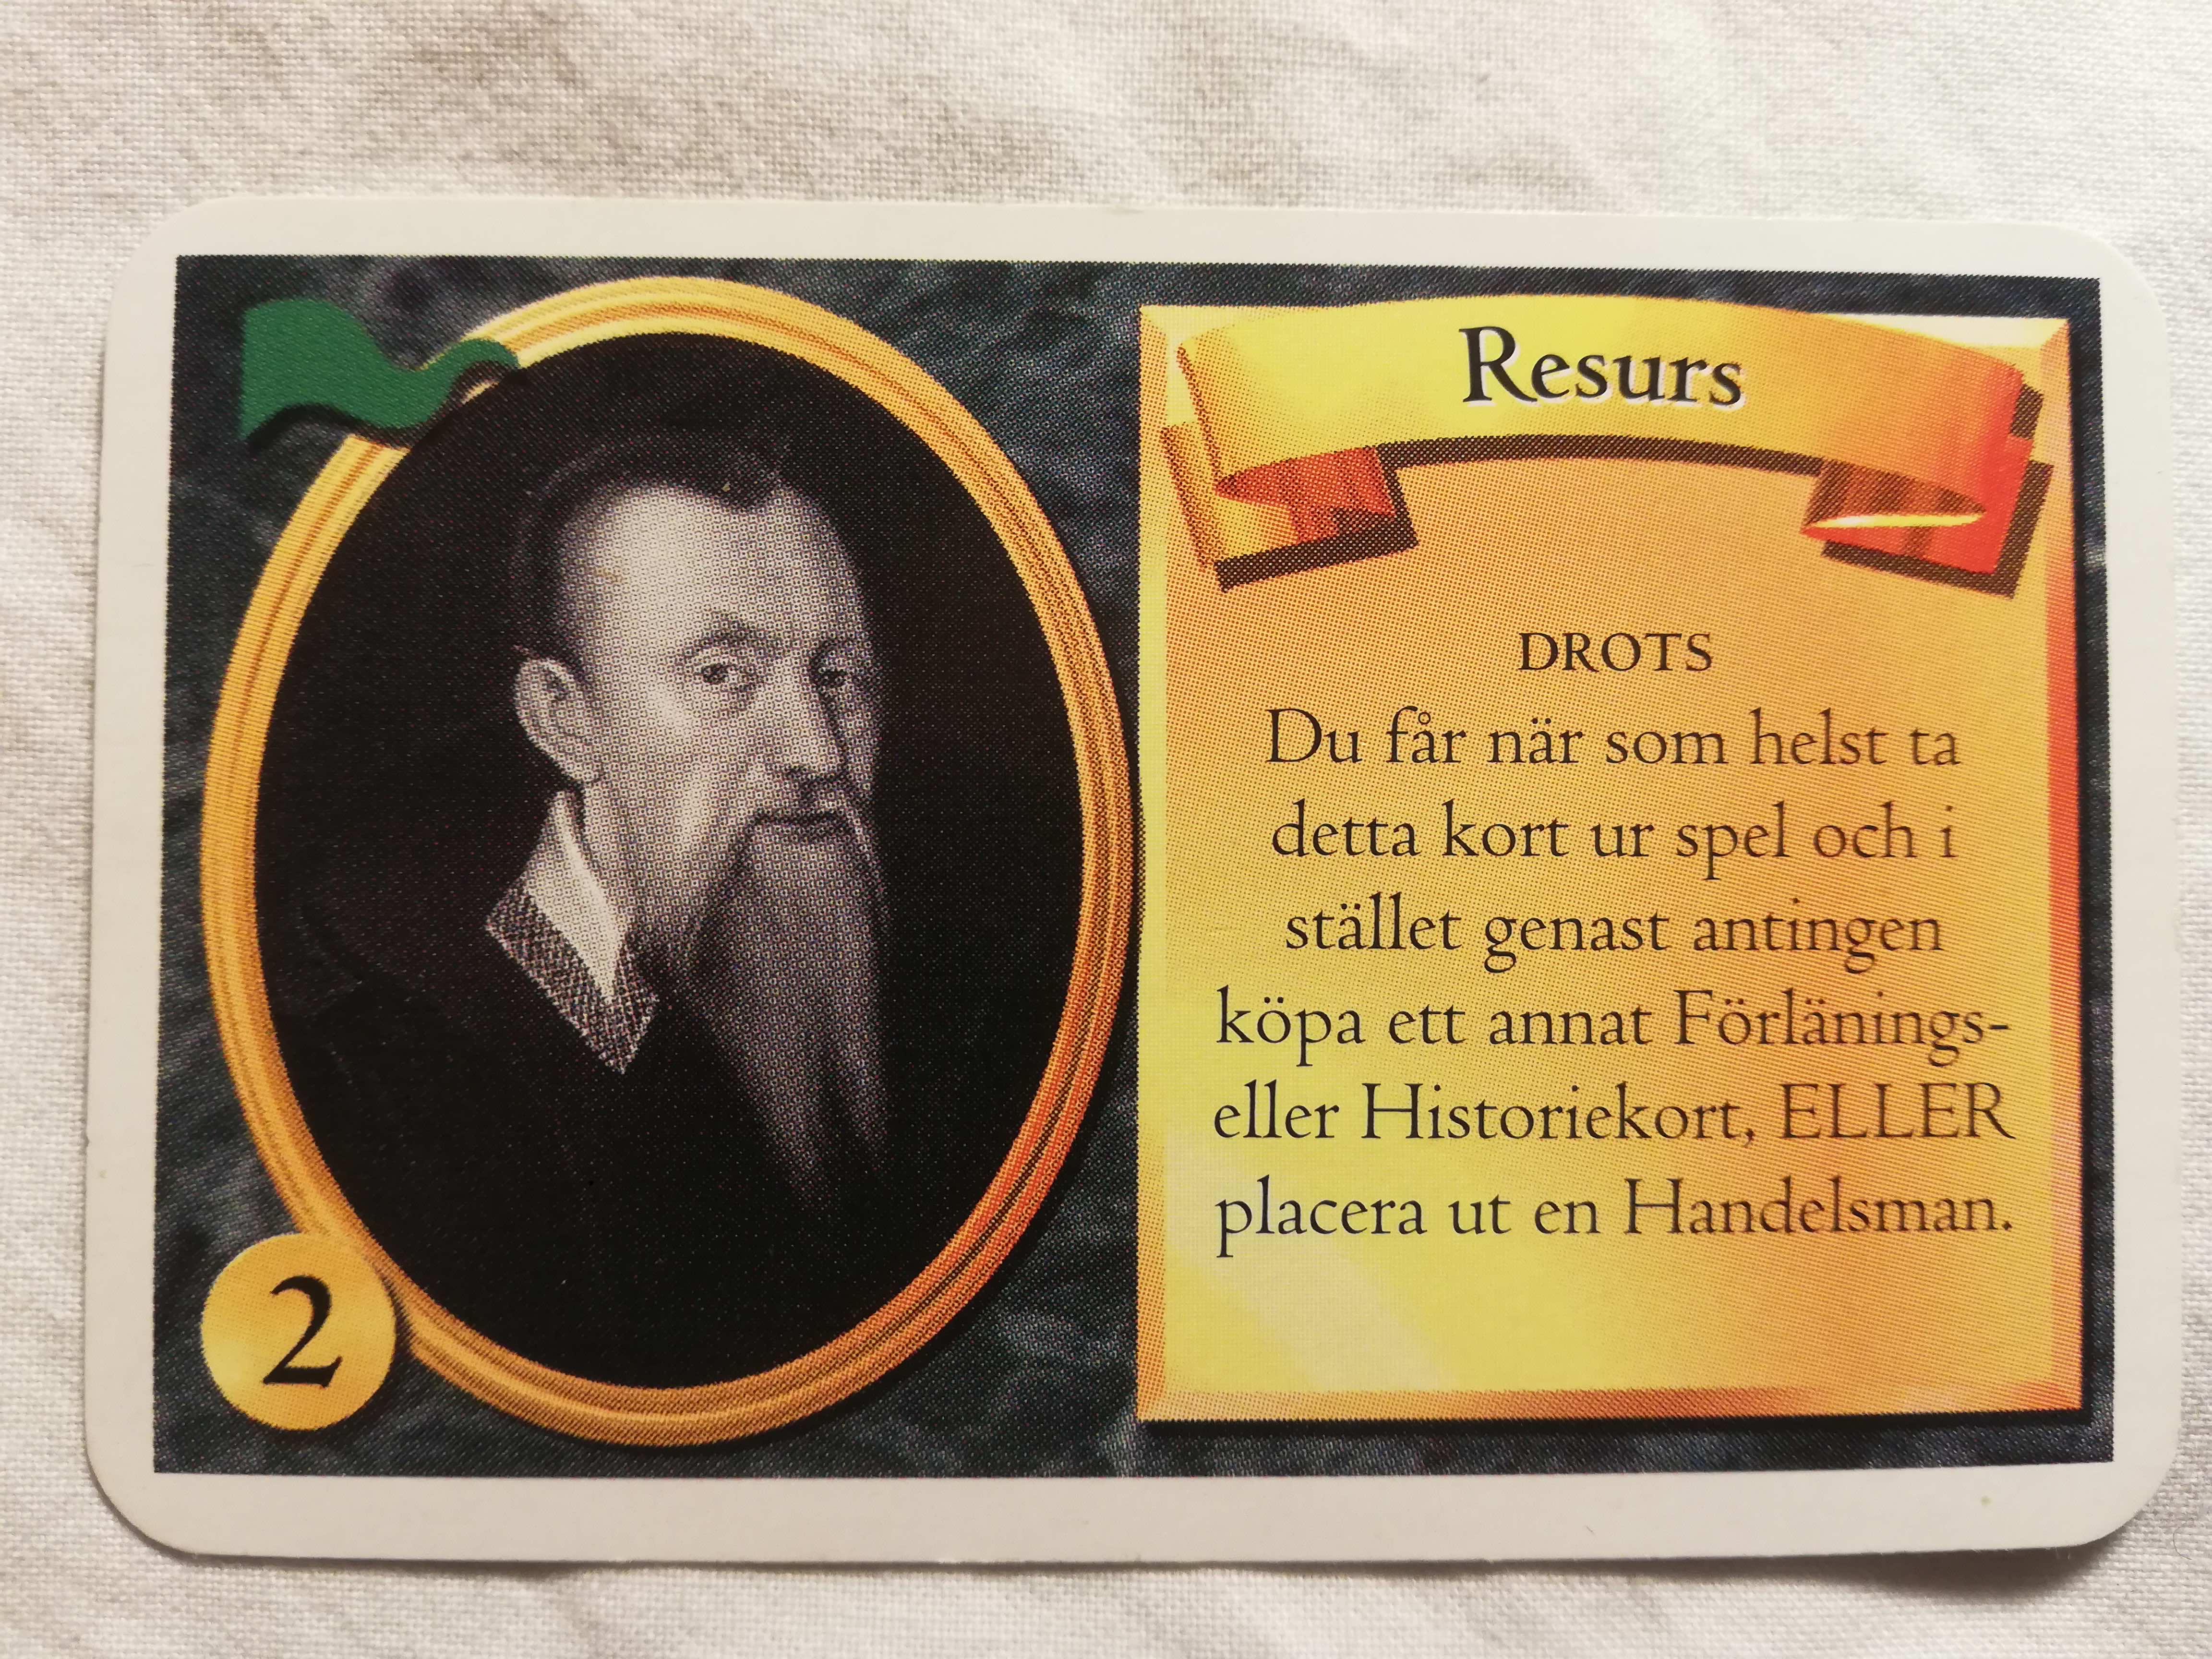 Resurs
DROTS
Du får när som helst ta
detta kort ur spel och i
stället genast antingen
köpa ett annat Förlänings-
eller Historiekort, ELLER
placera ut en Handelsman.
2